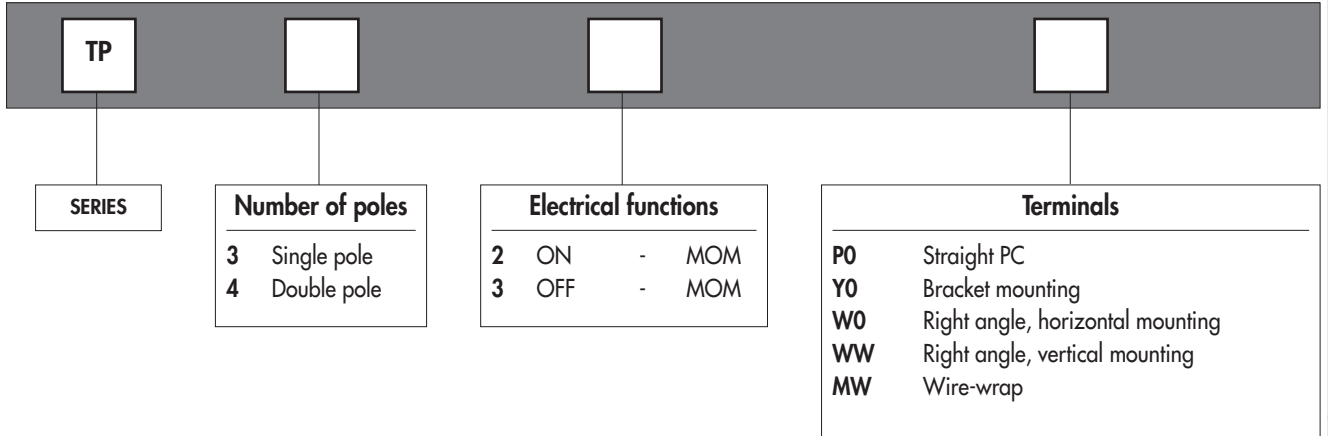 TP
SERIES
Number of poles
3 Single pole
4 Double pole
Electrical functions
2 ON - MOM
3 OFF - MOM
Terminals
P0 Straight PC
Y0 Bracket mounting
W0 Right angle, horizontal mounting
WW Right angle, vertical mounting
MW Wire-wrap